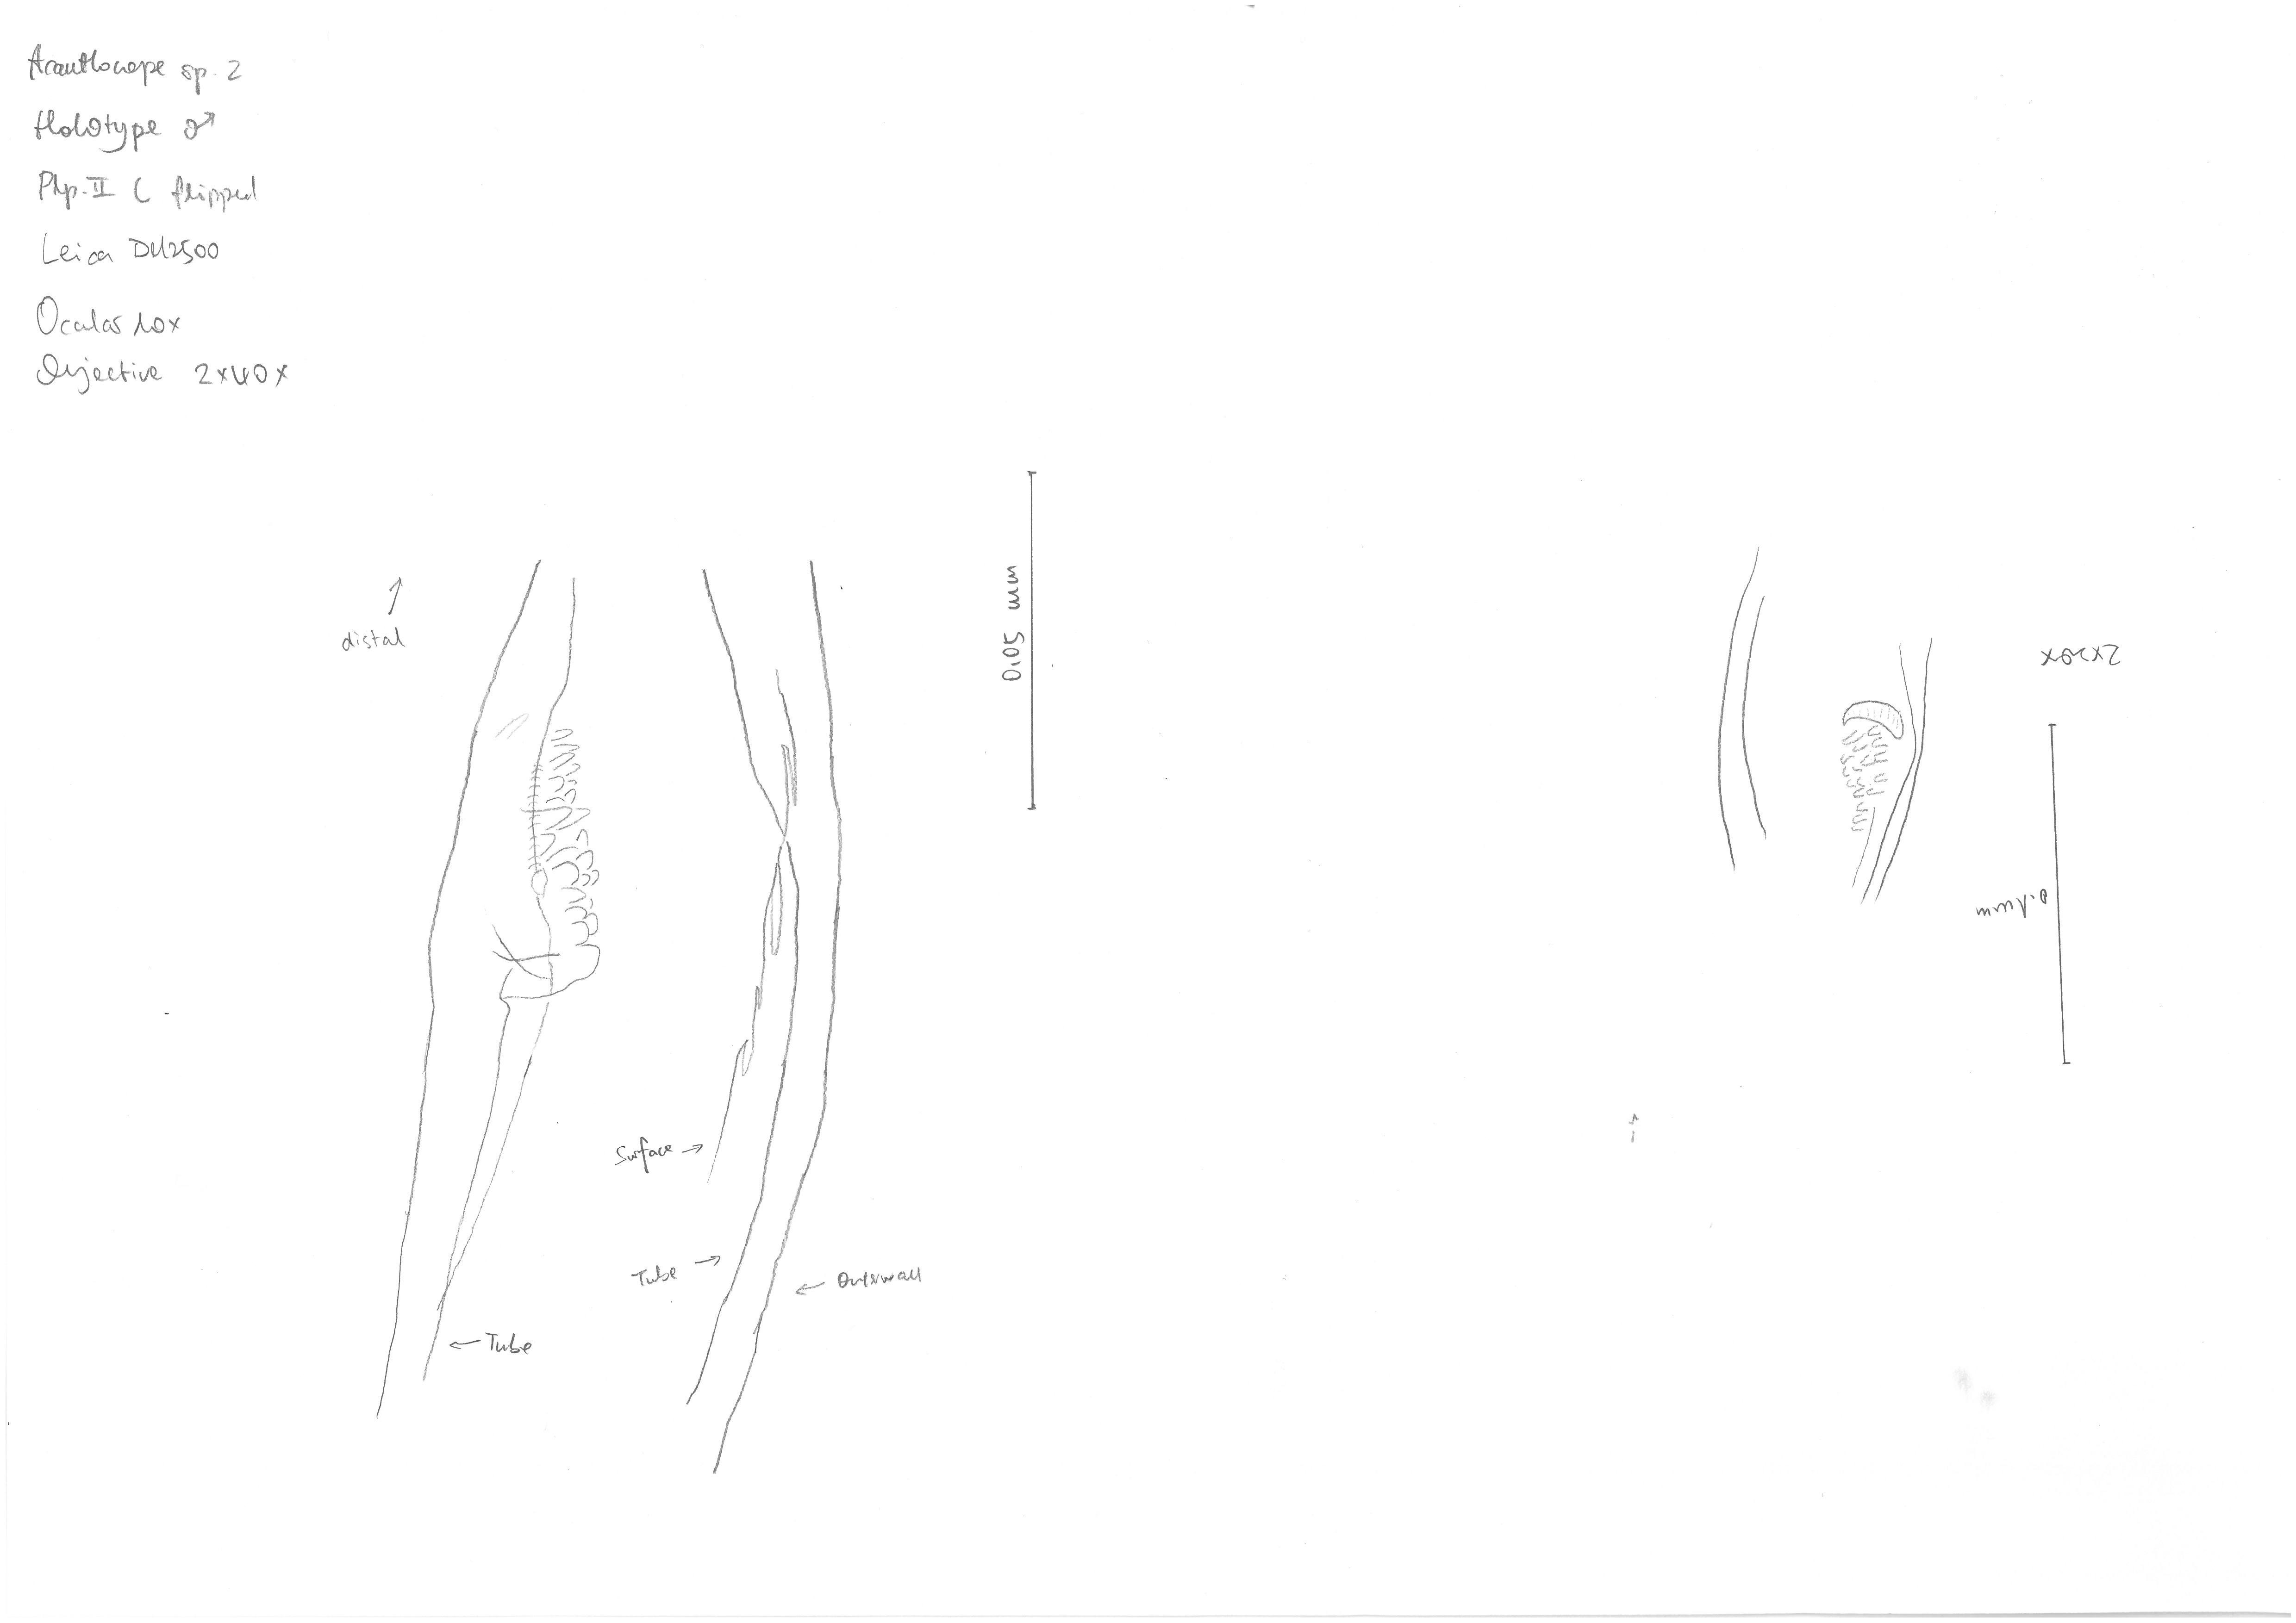 Acanthocope sp. 2
Holotype ♂
Plp. II C flipped
Leica DM2500
Ocular 10x
Objective 2x40x
distal
0,05 mm
Surface →
Tube →
← Outerwall
← Tube
2x20x
0.1mm